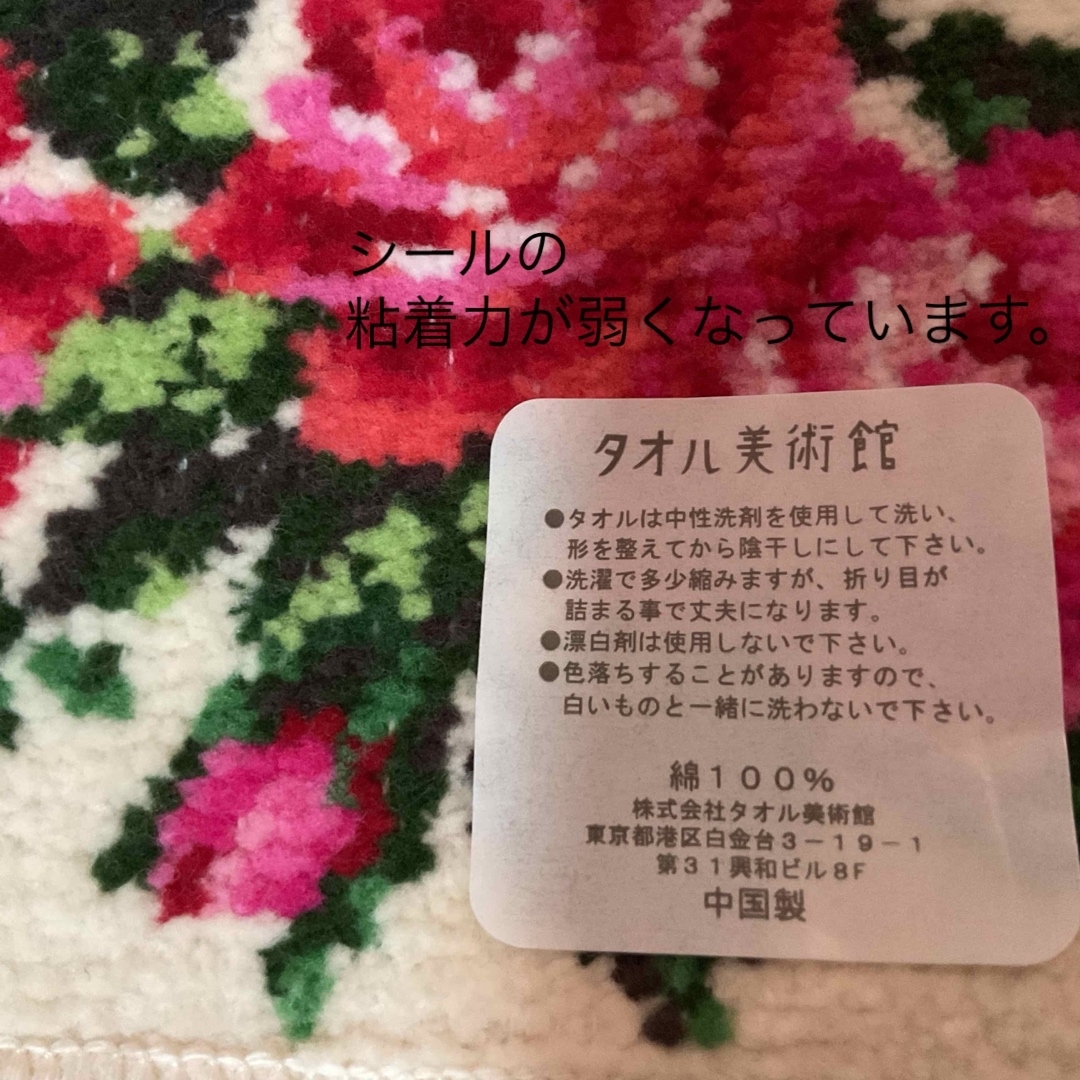 シールの
粘着力が弱くなっています。
タオル美術館
●タオルは中性洗剤を使用して洗い、
形を整えてから陰干しにして下さい。
●洗濯で多少縮みますが、折り目が
詰まる事で丈夫になります。
●漂白剤は使用しないで下さい。
●色落ちすることがありますので、
白いものと一緒に洗わないで下さい。
綿100%
株式会社タオル美術館
東京都港区白金台3-19-1
第31興和ビル8F
中国製